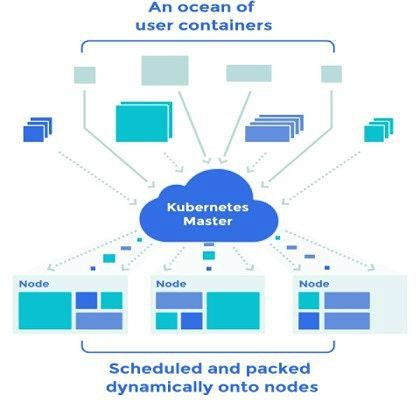 An ocean of
user containers
Kubernetes
Master
Node
Node
Node
Scheduled and packed
dynamically onto nodes